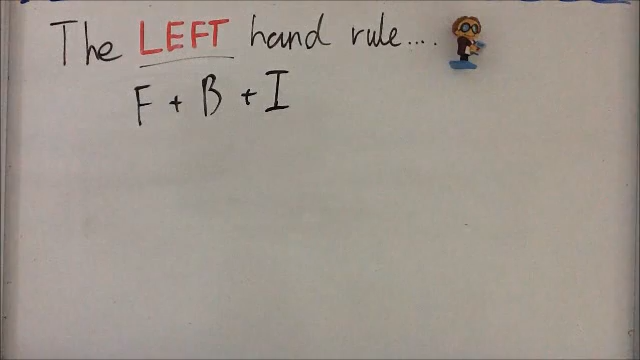 The LEFT hand rule....
F + B + I